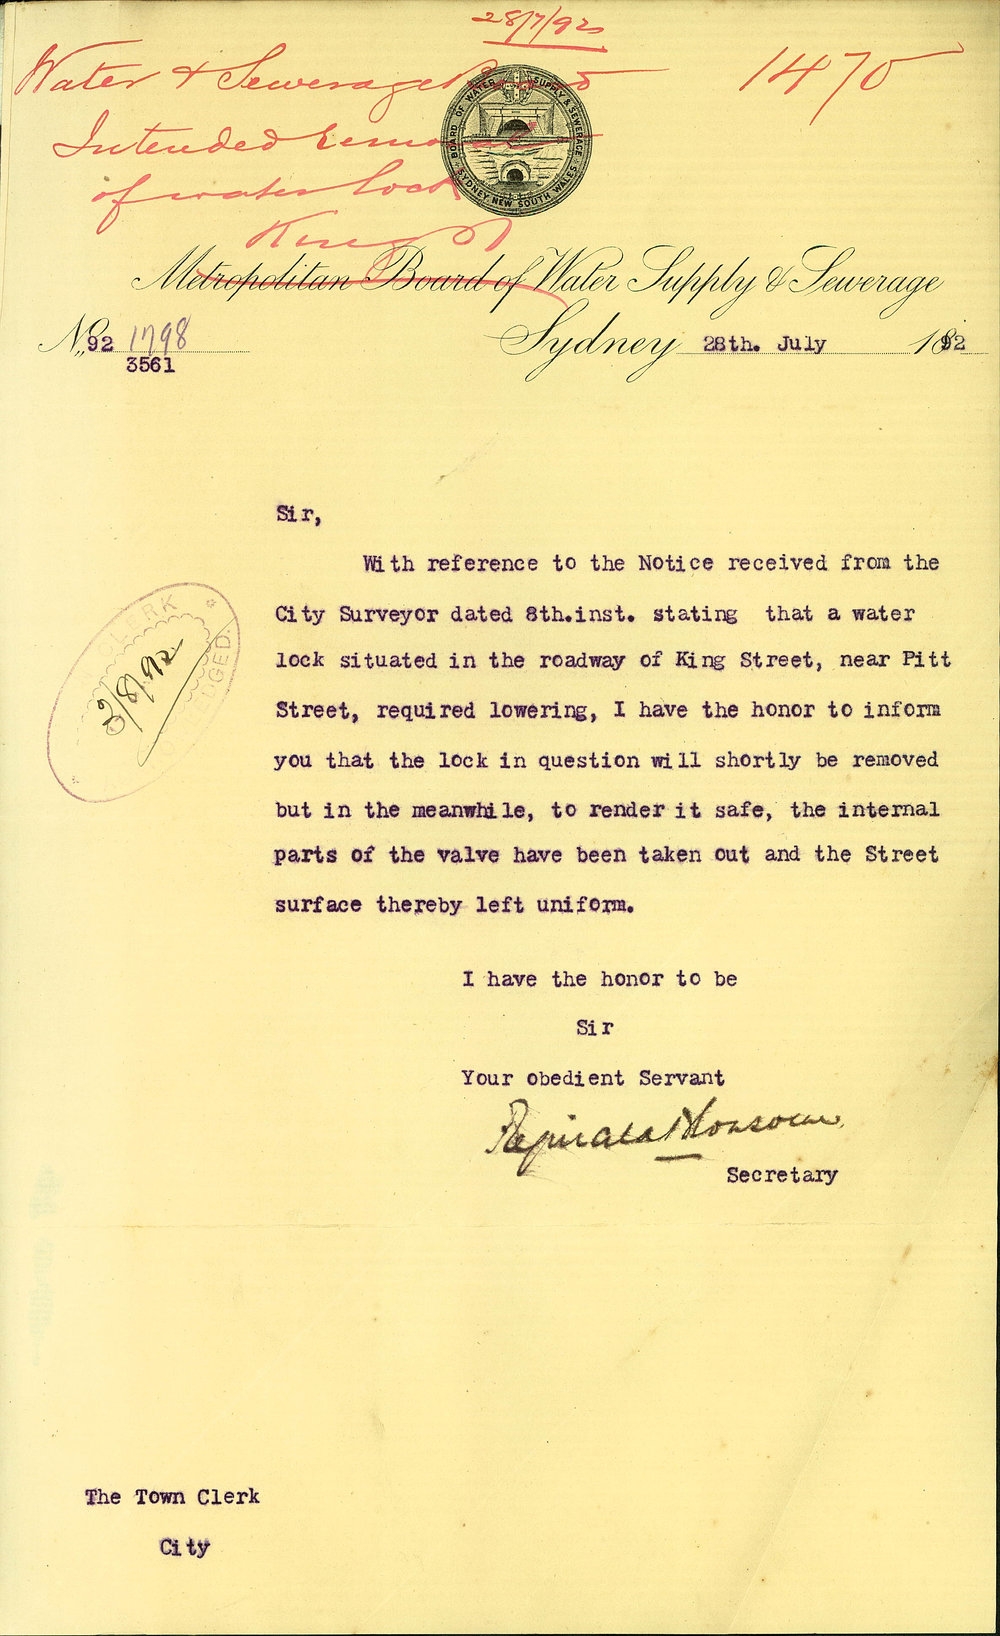 28/7/92
Water & Sewerage Board 1470
Intended removal
of water lock
King St
BOARD OF WATER SUPPLY & SEWERAGE
SYDNEY, NEW SOUTH WALES
Metropolitan Board of Water Supply & Sewerage
No. 92 1798
3561
Sydney 28th. July 1892
Sir,
With reference to the Notice received from the
City Surveyor dated 8th.inst. stating that a water
lock situated in the roadway of King Street, near Pitt
Street, required lowering, I have the honor to inform
you that the lock in question will shortly be removed
but in the meanwhile, to render it safe, the internal
parts of the valve have been taken out and the Street
surface thereby left uniform.
I have the honor to be
Sir
Your obedient Servant
Secretary
The Town Clerk
City